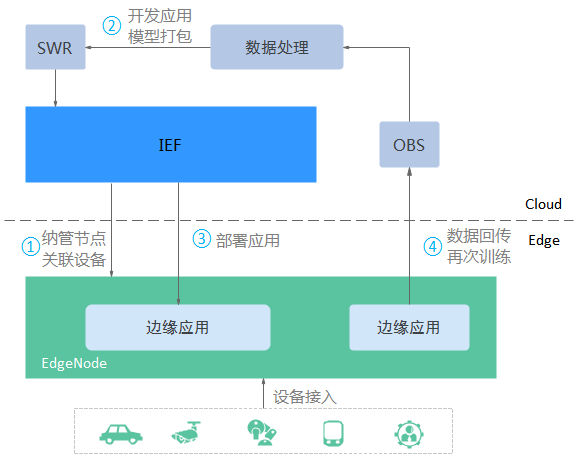 ② 开发应用
模型打包
SWR
数据处理
IEF
OBS
Cloud
Edge
① 纳管节点
关联设备
③ 部署应用
④ 数据回传
再次训练
边缘应用
边缘应用
EdgeNode
设备接入